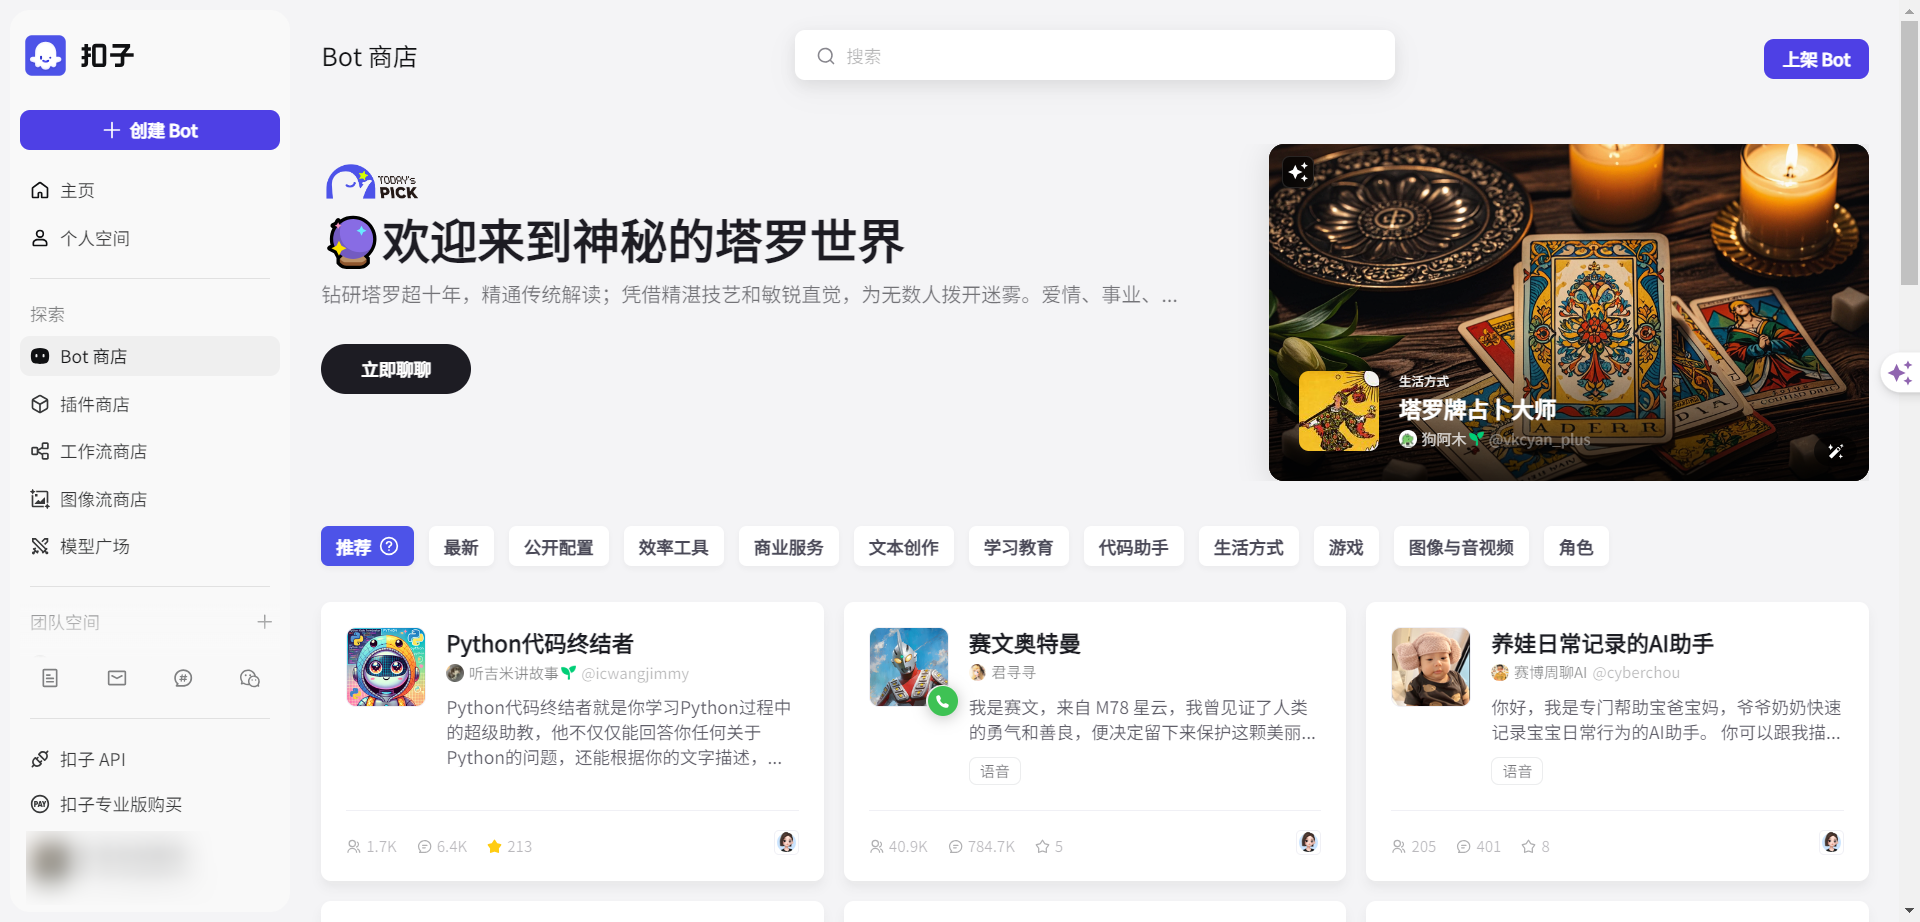 扣子
创建 Bot
主页
个人空间
探索
Bot 商店
插件商店
工作流商店
图像流商店
模型广场
团队空间
扣子 API
PAY
扣子专业版购买
Bot 商店
搜索
上架 Bot
TODAY's
PICK
欢迎来到神秘的塔罗世界
钻研塔罗超十年，精通传统解读；凭借精湛技艺和敏锐直觉，为无数人拨开迷雾。爱情、事业、...
立即聊聊
生活方式
塔罗牌占卜大师
狗阿木 @vkcyan_plus
推荐
最新
公开配置
效率工具
商业服务
文本创作
学习教育
代码助手
生活方式
游戏
图像与音视频
角色
Python代码终结者
听吉米讲故事 @icwangjimmy
Python代码终结者就是你学习Python过程中
的超级助教，他不仅仅能回答你任何关于
Python的问题，还能根据你的文字描述，...
1.7K 6.4K 213
赛文奥特曼
君寻寻
我是赛文，来自 M78 星云，我曾见证了人类
的勇气和善良，便决定留下来保护这颗美丽...
语音
40.9K 784.7K 5
养娃日常记录的AI助手
赛博周聊AI @cyberchou
你好，我是专门帮助宝爸宝妈，爷爷奶奶快速
记录宝宝日常行为的AI助手。 你可以跟我描...
语音
205 401 8